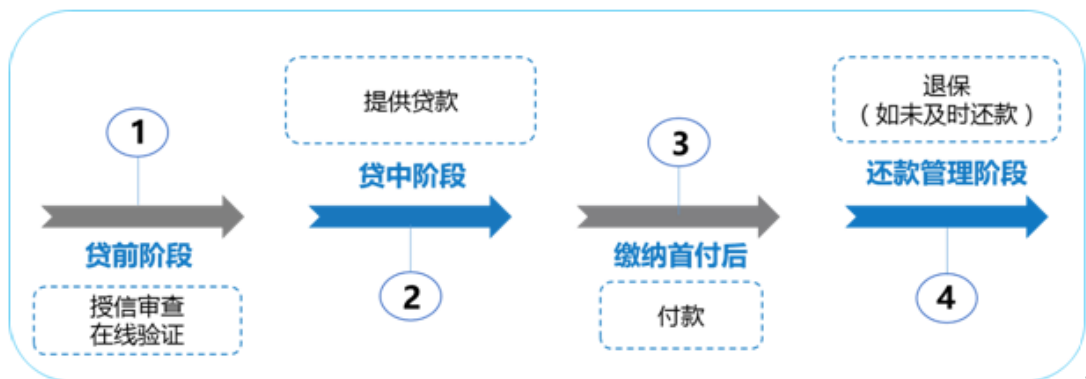 1
贷前阶段
授信审查
在线验证
提供贷款
贷中阶段
2
3
缴纳首付后
付款
退保
（如未及时还款）
还款管理阶段
4